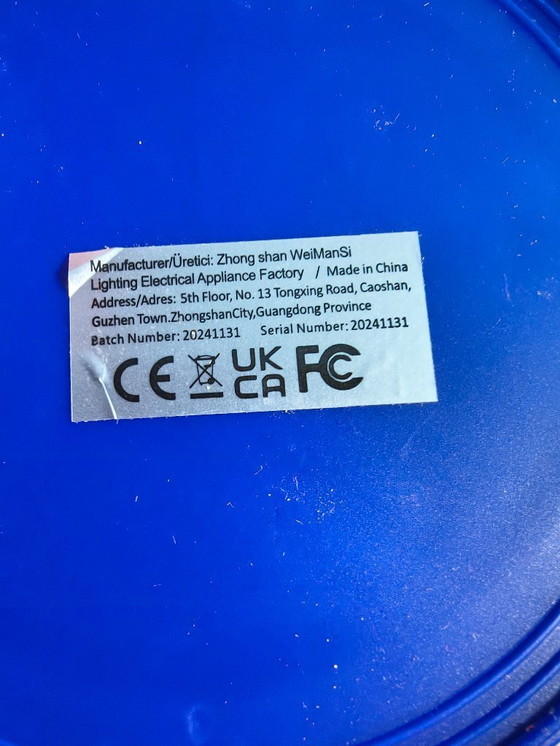 Manufacturer/Üretici: Zhong shan WeiManSi
Lighting Electrical Appliance Factory / Made in China
Address/Adres: 5th Floor, No. 13 Tongxing Road, Caoshan,
Guzhen Town.ZhongshanCity,Guangdong Province
Batch Number: 20241131 Serial Number: 20241131
CE UK CA FC